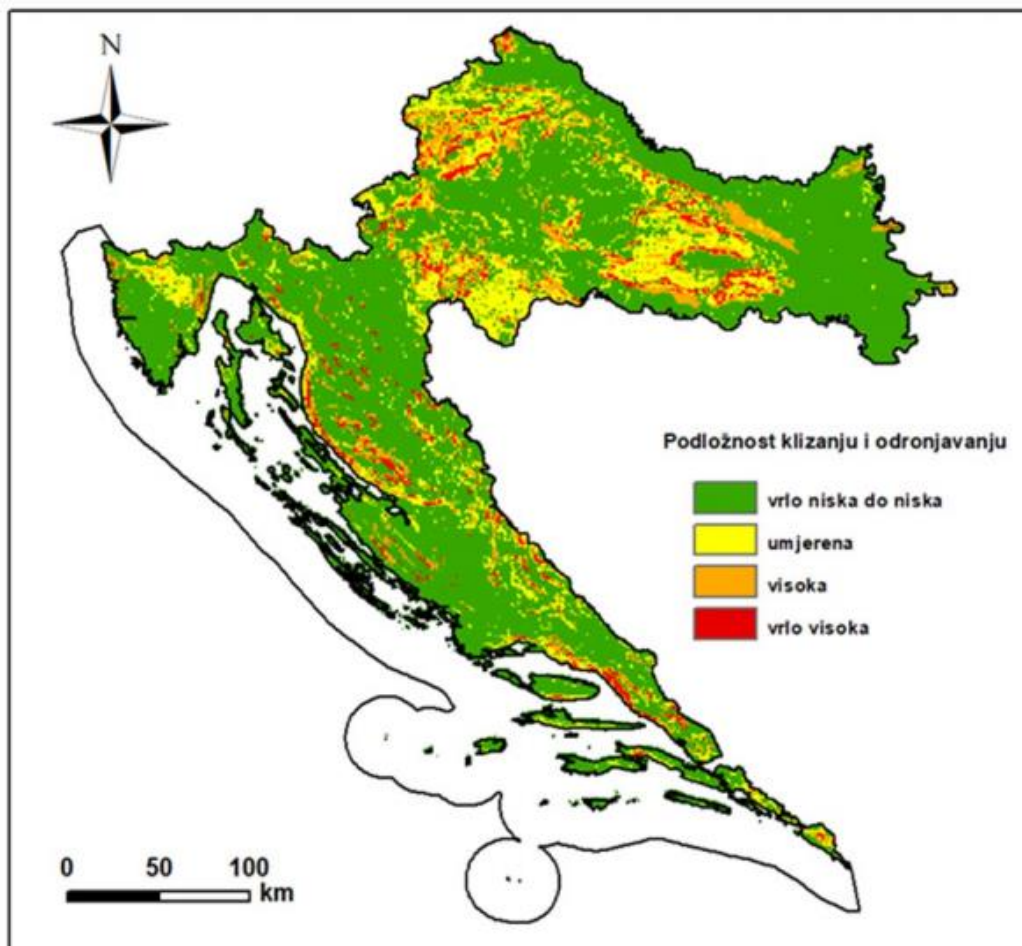 N
Podložnost klizanju i odronjavanju
vrlo niska do niska
umjerena
visoka
vrlo visoka
0 50 100
km